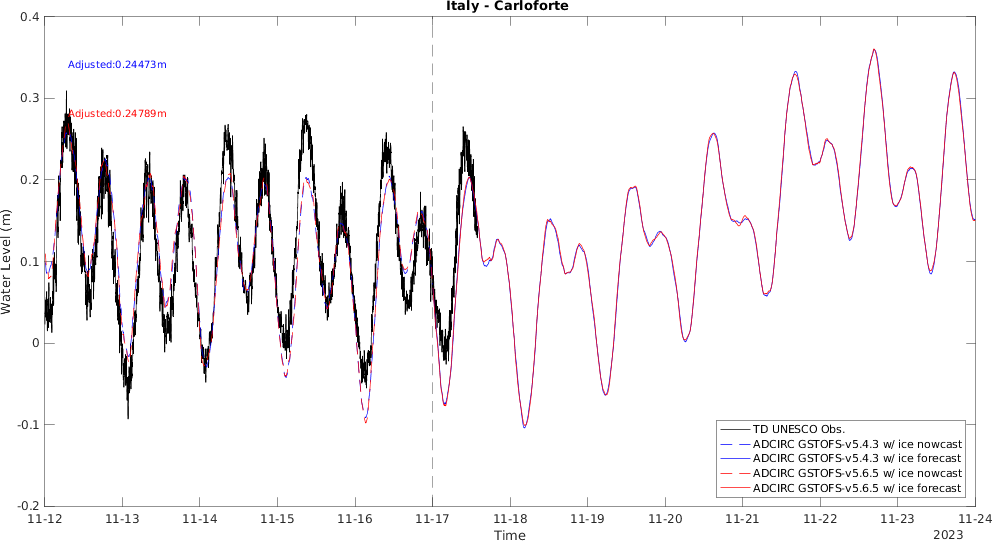 Italy - Carloforte
0.4
0.3
0.2
0.1
0
-0.1
-0.2
Water Level (m)
Adjusted:0.24473m
Adjusted:0.24789m
TD UNESCO Obs.
ADCIRC GSTOFS-v5.4.3 w/ ice nowcast
ADCIRC GSTOFS-v5.4.3 w/ ice forecast
ADCIRC GSTOFS-v5.6.5 w/ ice nowcast
ADCIRC GSTOFS-v5.6.5 w/ ice forecast
11-12 11-13 11-14 11-15 11-16 11-17 11-18 11-19 11-20 11-21 11-22 11-23 11-24
Time
2023